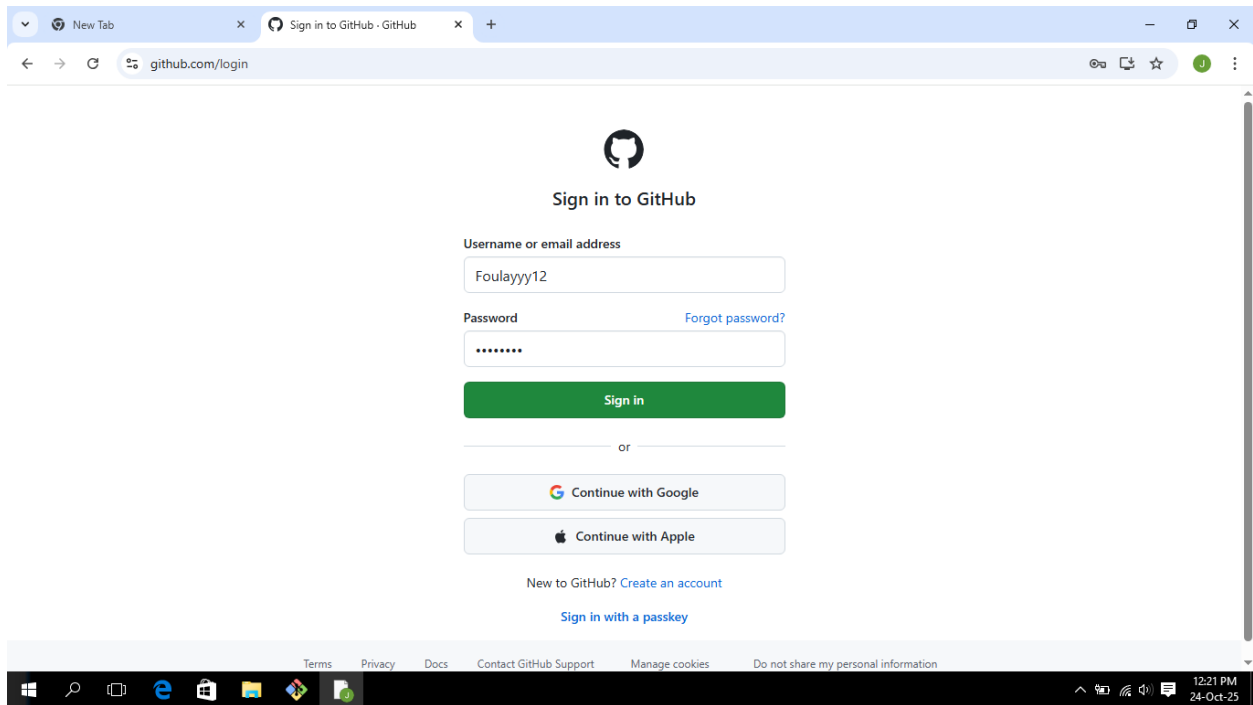 New Tab
Sign in to GitHub · GitHub
github.com/login
J
Sign in to GitHub
Username or email address
Foulayyy12
Password Forgot password?
••••••••
Sign in
or
Continue with Google
Continue with Apple
New to GitHub? Create an account
Sign in with a passkey
Terms Privacy Docs Contact GitHub Support Manage cookies Do not share my personal information
J
12:21 PM
24-Oct-25